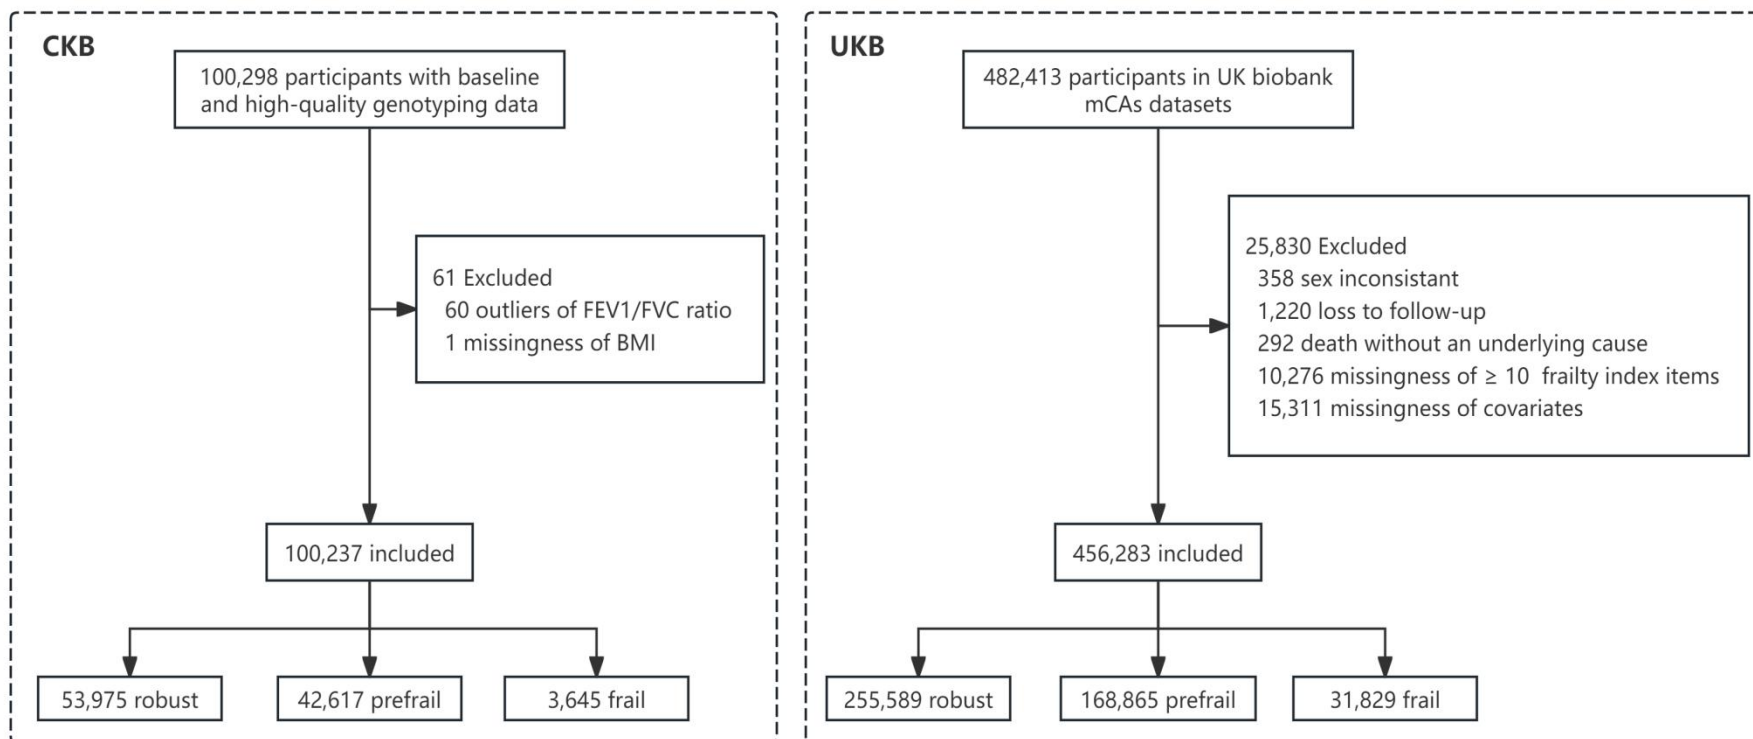 CKB
100,298 participants with baseline
and high-quality genotyping data
61 Excluded
60 outliers of FEV1/FVC ratio
1 missingness of BMI
100,237 included
53,975 robust
42,617 prefrail
3,645 frail
UKB
482,413 participants in UK biobank
mCAs datasets
25,830 Excluded
358 sex inconsistant
1,220 loss to follow-up
292 death without an underlying cause
10,276 missingness of ≥ 10 frailty index items
15,311 missingness of covariates
456,283 included
255,589 robust
168,865 prefrail
31,829 frail